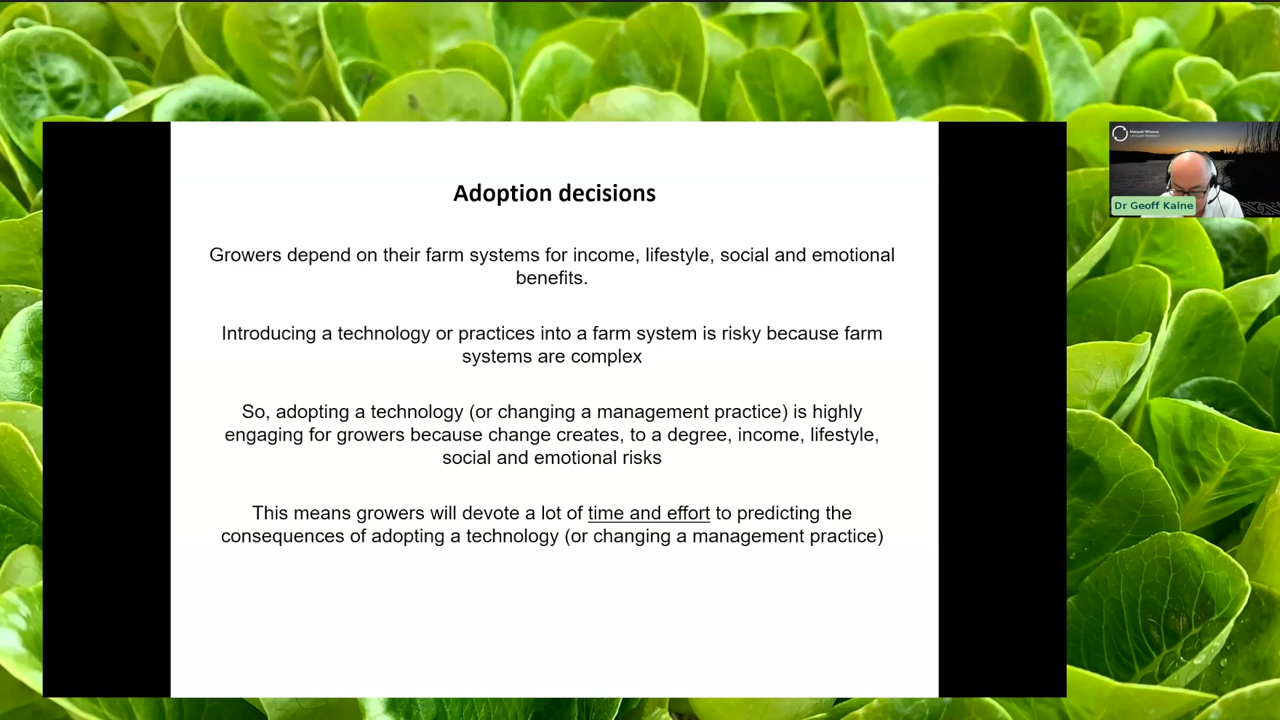 Adoption decisions
Growers depend on their farm systems for income, lifestyle, social and emotional
benefits.
Introducing a technology or practices into a farm system is risky because farm
systems are complex
So, adopting a technology (or changing a management practice) is highly
engaging for growers because change creates, to a degree, income, lifestyle,
social and emotional risks
This means growers will devote a lot of time and effort to predicting the
consequences of adopting a technology (or changing a management practice)
Dr Geoff Kaine